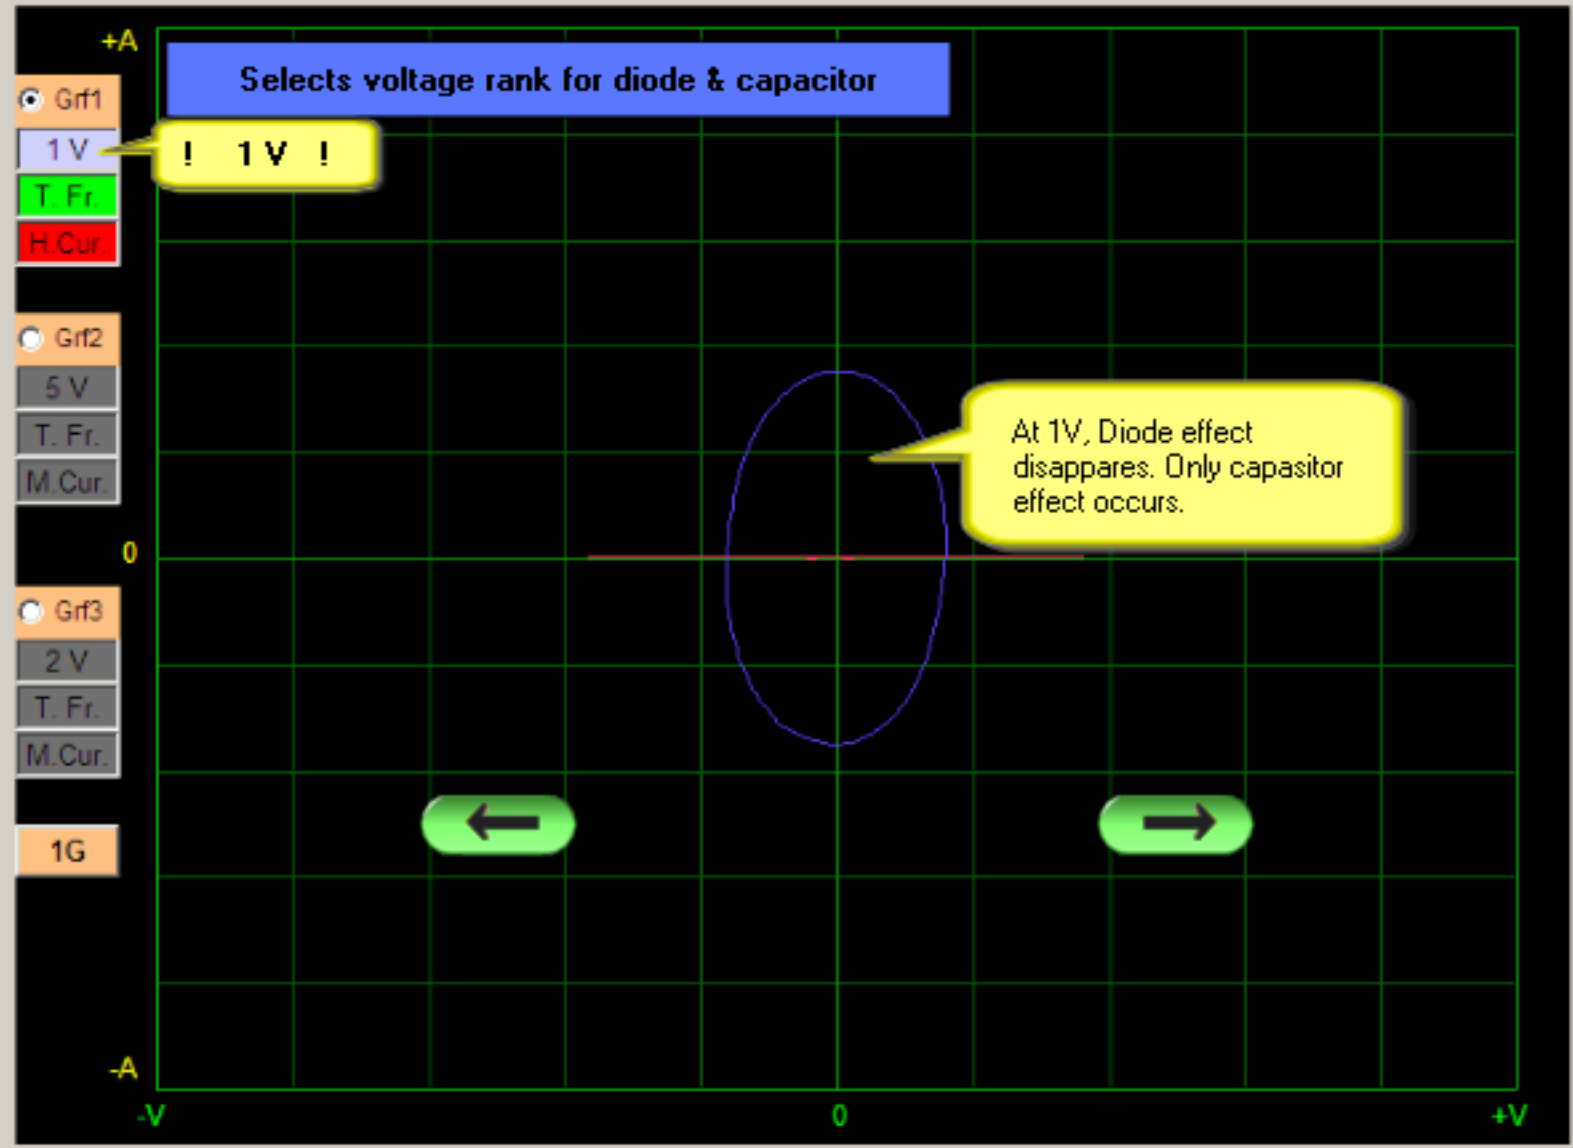 +A
Selects voltage rank for diode & capacitor
Grf1
1 V
! 1 V !
T. Fr.
H.Cur.
Grf2
5 V
T. Fr.
M.Cur.
At 1V, Diode effect
disappares. Only capasitor
effect occurs.
0
Grf3
2 V
T. Fr.
M.Cur.
1G
-A
-V
0
+V